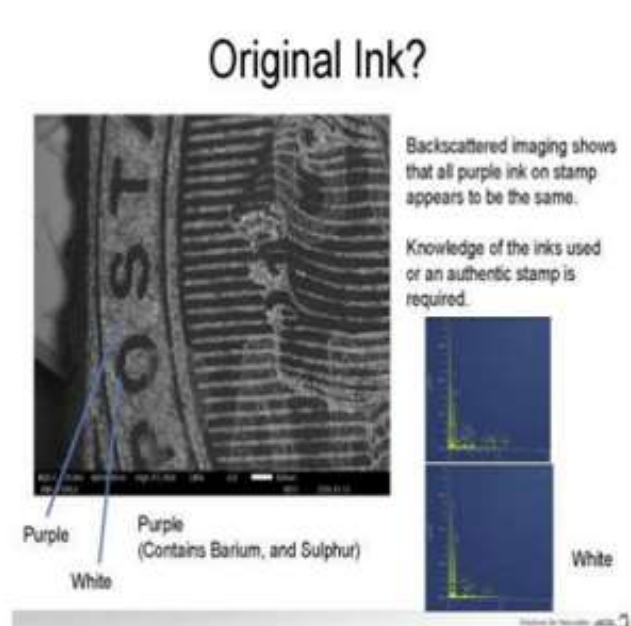 Original Ink?
Backscattered imaging shows
that all purple ink on stamp
appears to be the same.
Knowledge of the inks used
or an authentic stamp is
required.
POST
Purple
White
Purple
(Contains Barium, and Sulphur)
White